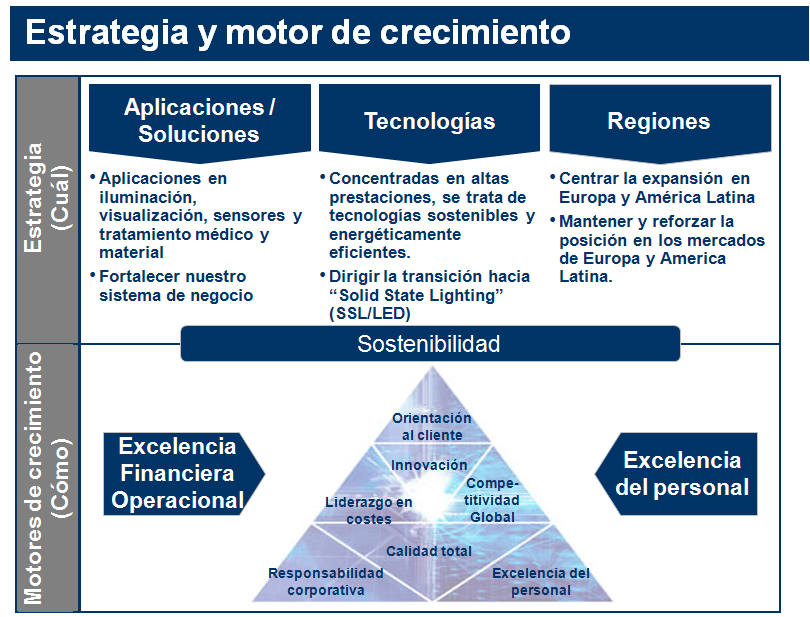 Estrategia y motor de crecimiento
Estrategia
(Cuál)
Aplicaciones /
Soluciones
• Aplicaciones en
iluminación,
visualización, sensores y
tratamiento médico y
material
• Fortalecer nuestro
sistema de negocio
Tecnologías
• Concentradas en altas
prestaciones, se trata de
tecnologías sostenibles y
energéticamente
eficientes.
• Dirigir la transición hacia
“Solid State Lighting”
(SSL/LED)
Regiones
• Centrar la expansión en
Europa y América Latina
• Mantener y reforzar la
posición en los mercados
de Europa y America
Latina.
Sostenibilidad
Motores de crecimiento
(Cómo)
Excelencia
Financiera
Operacional
Orientación
al cliente
Innovación
Liderazgo en
costes
Compe-
titividad
Global
Calidad total
Responsabilidad
corporativa
Excelencia del
personal
Excelencia
del personal